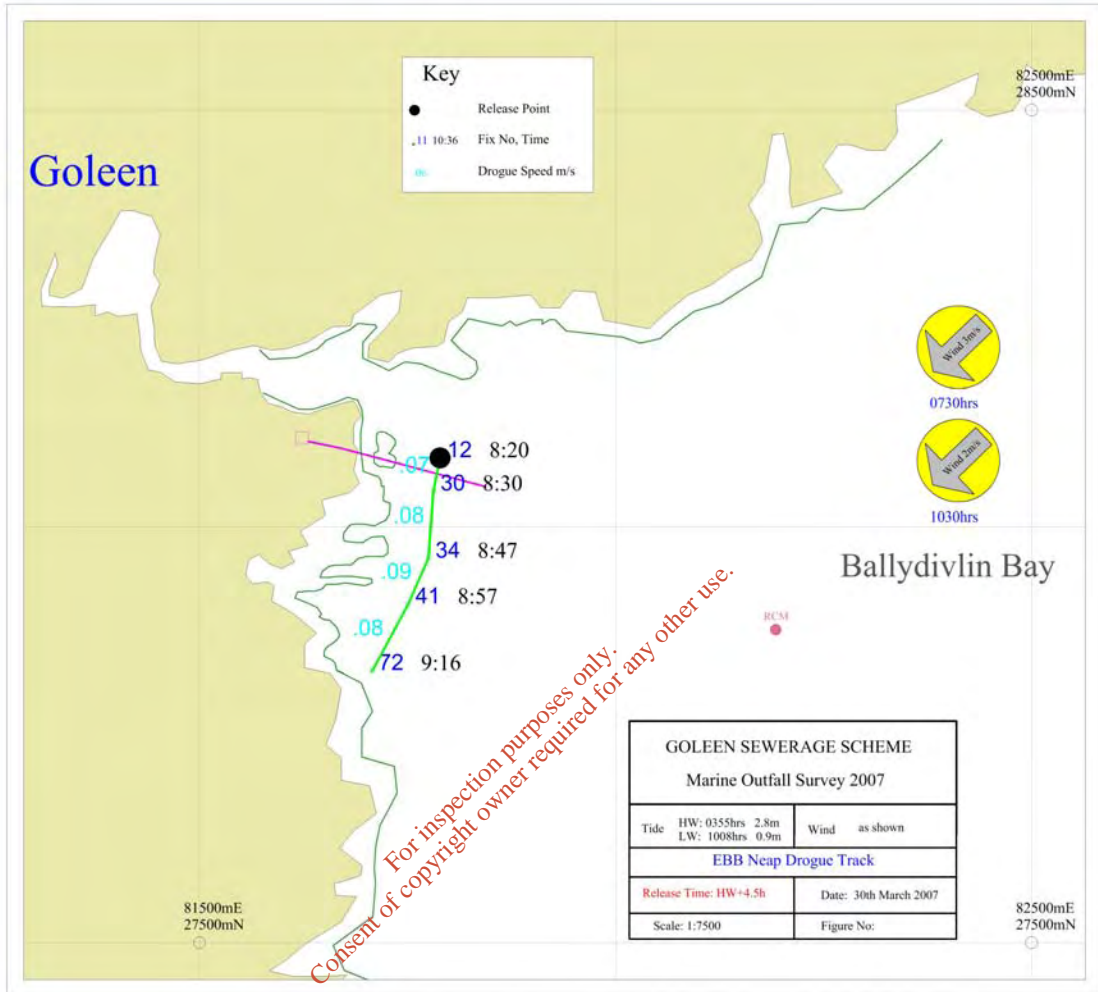 82500mE
28500mN
Key
Release Point
.11 10:36 Fix No, Time
Drogue Speed m/s
Goleen
Wind 3m/s
0730hrs
Wind 2m/s
1030hrs
12 8:20
.07
30 8:30
.08
34 8:47
.09
41 8:57
.08
72 9:16
Ballydivlin Bay
RCM
For inspection purposes only.
Consent of copyright owner required for any other use.
GOLEEN SEWERAGE SCHEME
Marine Outfall Survey 2007
Tide HW: 0355hrs 2.8m Wind as shown
LW: 1008hrs 0.9m
EBB Neap Drogue Track
Release Time: HW+4.5h Date: 30th March 2007
Scale: 1:7500 Figure No:
81500mE
27500mN
82500mE
27500mN